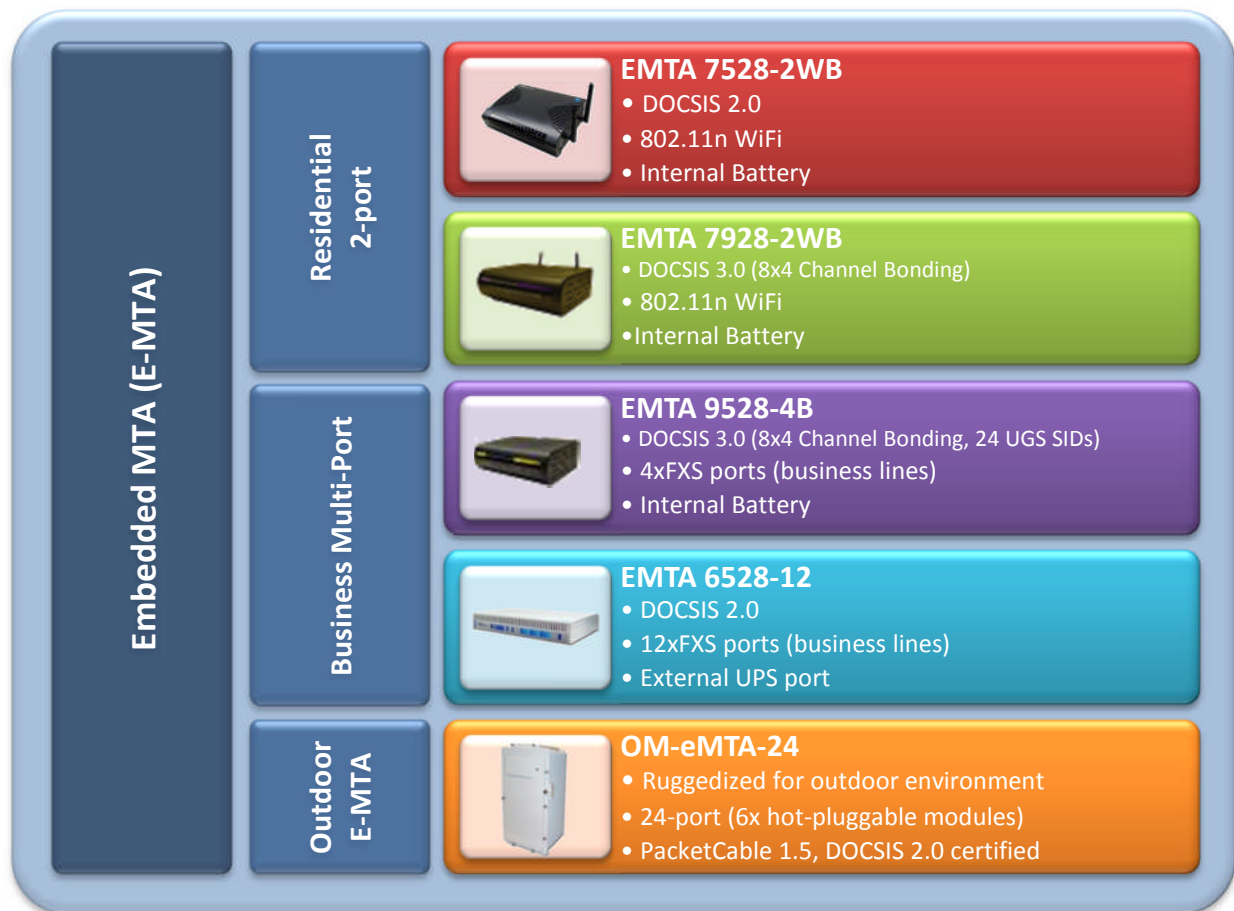 Embedded MTA (E-MTA)
Residential
2-port
EMTA 7528-2WB
• DOCSIS 2.0
• 802.11n WiFi
• Internal Battery
EMTA 7928-2WB
• DOCSIS 3.0 (8x4 Channel Bonding)
• 802.11n WiFi
•Internal Battery
Business Multi-Port
EMTA 9528-4B
• DOCSIS 3.0 (8x4 Channel Bonding, 24 UGS SIDs)
• 4xFXS ports (business lines)
• Internal Battery
EMTA 6528-12
• DOCSIS 2.0
• 12xFXS ports (business lines)
• External UPS port
Outdoor
E-MTA
OM-eMTA-24
• Ruggedized for outdoor environment
• 24-port (6x hot-pluggable modules)
• PacketCable 1.5, DOCSIS 2.0 certified